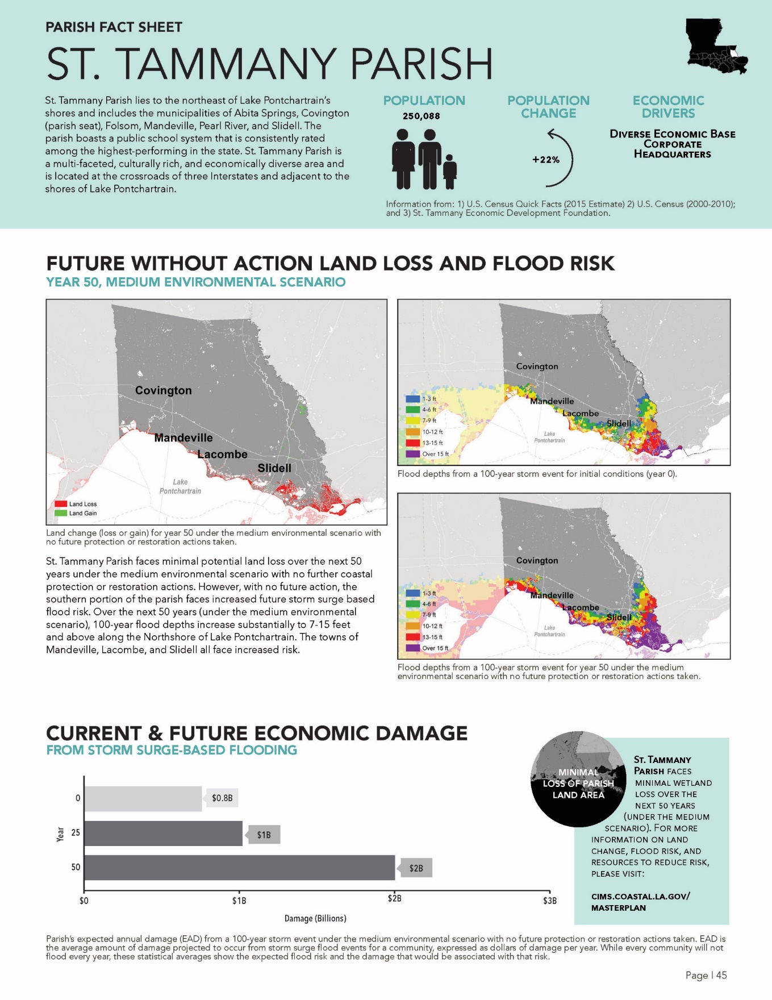 PARISH FACT SHEET
ST. TAMMANY PARISH
St. Tammany Parish lies to the northeast of Lake Pontchartrain's
shores and includes the municipalities of Abita Springs, Covington
(parish seat), Folsom, Mandeville, Pearl River, and Slidell. The
parish boasts a public school system that is consistently rated
among the highest-performing in the state. St. Tammany Parish is
a multi-faceted, culturally rich, and economically diverse area and
is located at the crossroads of three Interstates and adjacent to the
shores of Lake Pontchartrain.
POPULATION
250,088
POPULATION
CHANGE
+22%
ECONOMIC
DRIVERS
DIVERSE ECONOMIC BASE
CORPORATE
HEADQUARTERS
Information from: 1) U.S. Census Quick Facts (2015 Estimate) 2) U.S. Census (2000-2010);
and 3) St. Tammany Economic Development Foundation.
FUTURE WITHOUT ACTION LAND LOSS AND FLOOD RISK
YEAR 50, MEDIUM ENVIRONMENTAL SCENARIO
Covington
Mandeville
Lacombe
Slidell
Lake
Pontchartrain
Land Loss
Land Gain
Land change (loss or gain) for year 50 under the medium environmental scenario with
no future protection or restoration actions taken.
St. Tammany Parish faces minimal potential land loss over the next 50
years under the medium environmental scenario with no further coastal
protection or restoration actions. However, with no future action, the
southern portion of the parish faces increased future storm surge based
flood risk. Over the next 50 years (under the medium environmental
scenario), 100-year flood depths increase substantially to 7-15 feet
and above along the Northshore of Lake Pontchartrain. The towns of
Mandeville, Lacombe, and Slidell all face increased risk.
Covington
Mandeville
Lacombe
Slidell
Lake
Pontchartrain
1-3 ft
4-6 ft
7-9 ft
10-12 ft
13-15 ft
Over 15 ft
Flood depths from a 100-year storm event for initial conditions (year 0).
Covington
Mandeville
Lacombe
Slidell
Lake
Pontchartrain
1-3 ft
4-6 ft
7-9 ft
10-12 ft
13-15 ft
Over 15 ft
Flood depths from a 100-year storm event for year 50 under the medium
environmental scenario with no future protection or restoration actions taken.
CURRENT & FUTURE ECONOMIC DAMAGE
FROM STORM SURGE-BASED FLOODING
Year
0
$0.8B
25
$1B
50
$2B
$0
$1B
$2B
$3B
Damage (Billions)
MINIMAL
LOSS OF PARISH
LAND AREA
ST. TAMMANY
PARISH FACES
MINIMAL WETLAND
LOSS OVER THE
NEXT 50 YEARS
(UNDER THE MEDIUM
SCENARIO). FOR MORE
INFORMATION ON LAND
CHANGE, FLOOD RISK, AND
RESOURCES TO REDUCE RISK,
PLEASE VISIT:
CIMS.COASTAL.LA.GOV/
MASTERPLAN
Parish's expected annual damage (EAD) from a 100-year storm event under the medium environmental scenario with no future protection or restoration actions taken. EAD is
the average amount of damage projected to occur from storm surge flood events for a community, expressed as dollars of damage per year. While every community will not
flood every year, these statistical averages show the expected flood risk and the damage that would be associated with that risk.
Page | 45